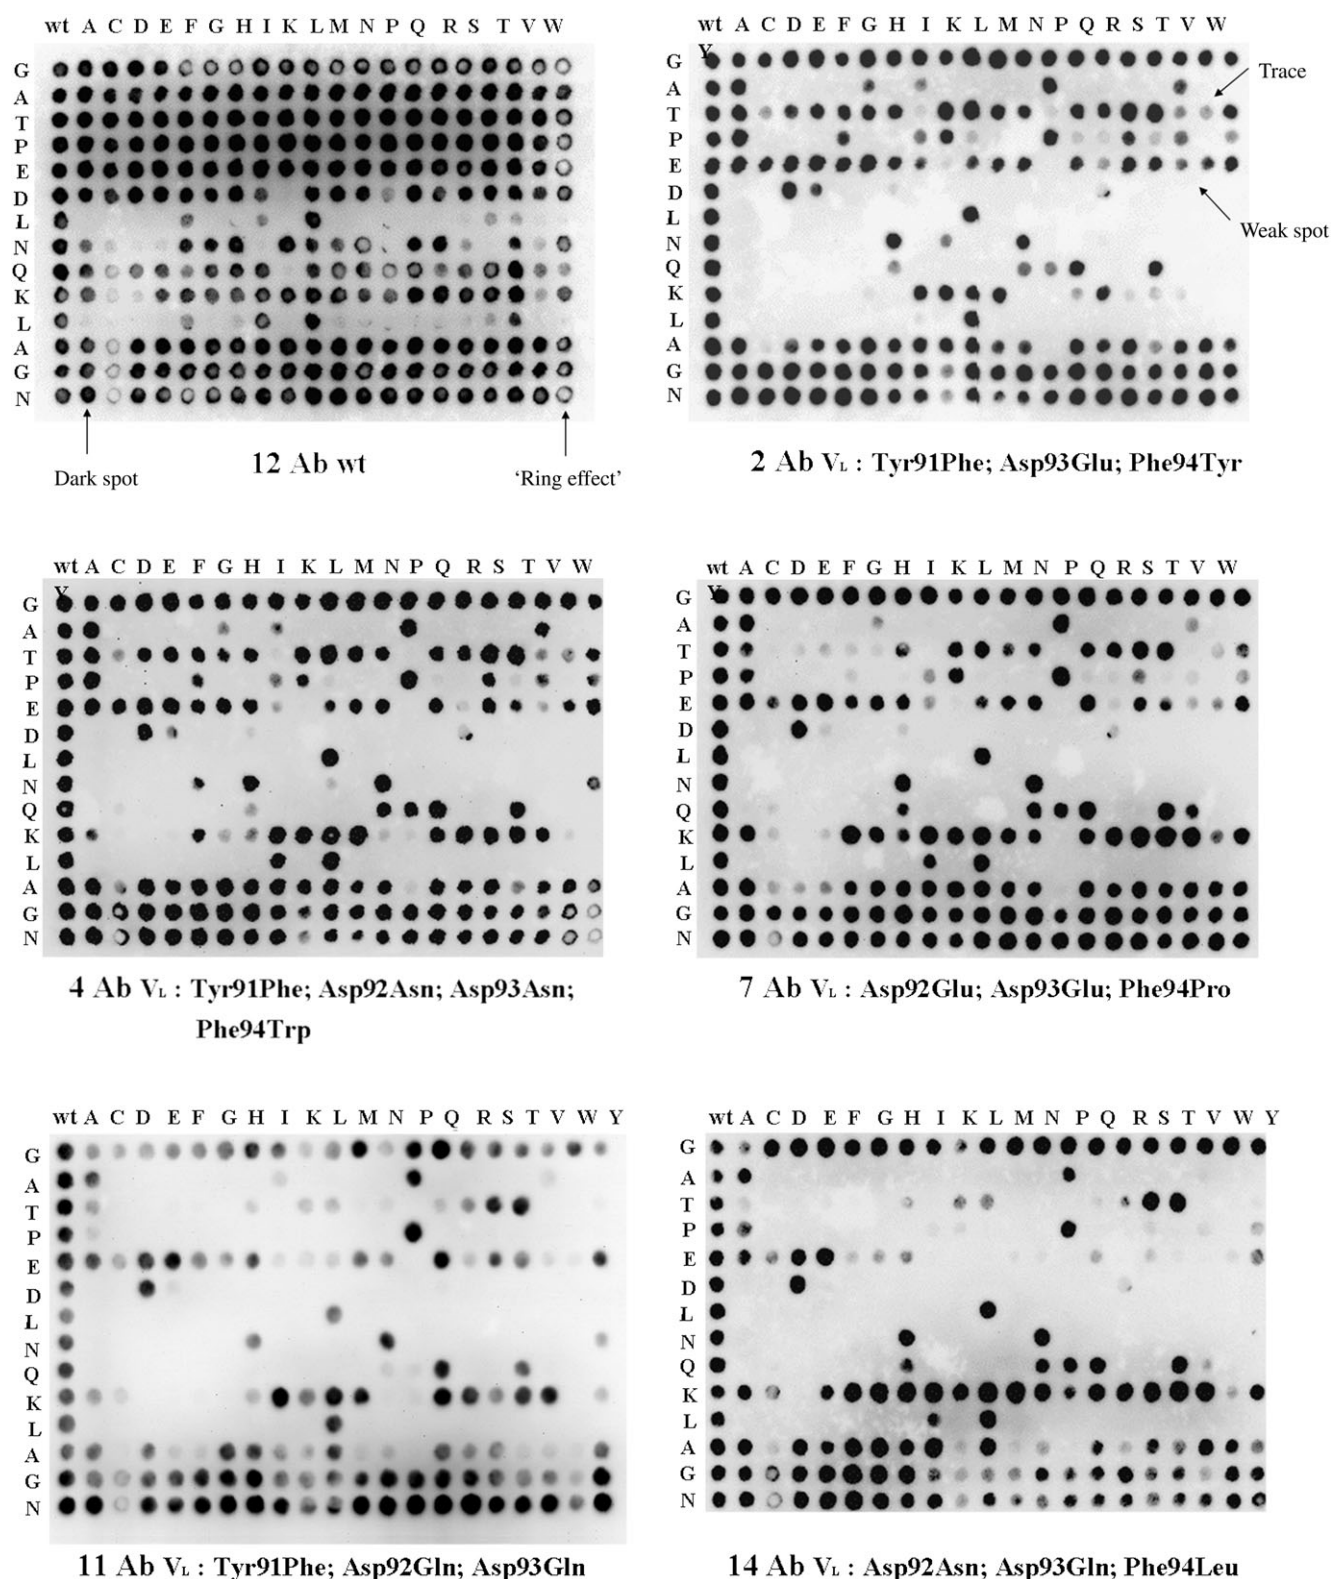 wt A C D E F G H I K L M N P Q R S T V W
G
A
T
P
E
D
L
N
Q
K
L
A
G
N
Dark spot
12 Ab wt
'Ring effect'
wt A C D E F G H I K L M N P Q R S T V W
Y
G
A
T
P
E
D
L
N
Q
K
L
A
G
N
Trace
Weak spot
2 Ab VL : Tyr91Phe; Asp93Glu; Phe94Tyr
wt A C D E F G H I K L M N P Q R S T V W
Y
G
A
T
P
E
D
L
N
Q
K
L
A
G
N
4 Ab VL : Tyr91Phe; Asp92Asn; Asp93Asn;
Phe94Trp
wt A C D E F G H I K L M N P Q R S T V W
Y
G
A
T
P
E
D
L
N
Q
K
L
A
G
N
7 Ab VL : Asp92Glu; Asp93Glu; Phe94Pro
wt A C D E F G H I K L M N P Q R S T V W Y
G
A
T
P
E
D
L
N
Q
K
L
A
G
N
11 Ab VL : Tyr91Phe; Asp92Gln; Asp93Gln
wt A C D E F G H I K L M N P Q R S T V W Y
G
A
T
P
E
D
L
N
Q
K
L
A
G
N
14 Ab VL : Asp92Asn; Asp93Gln; Phe94Leu